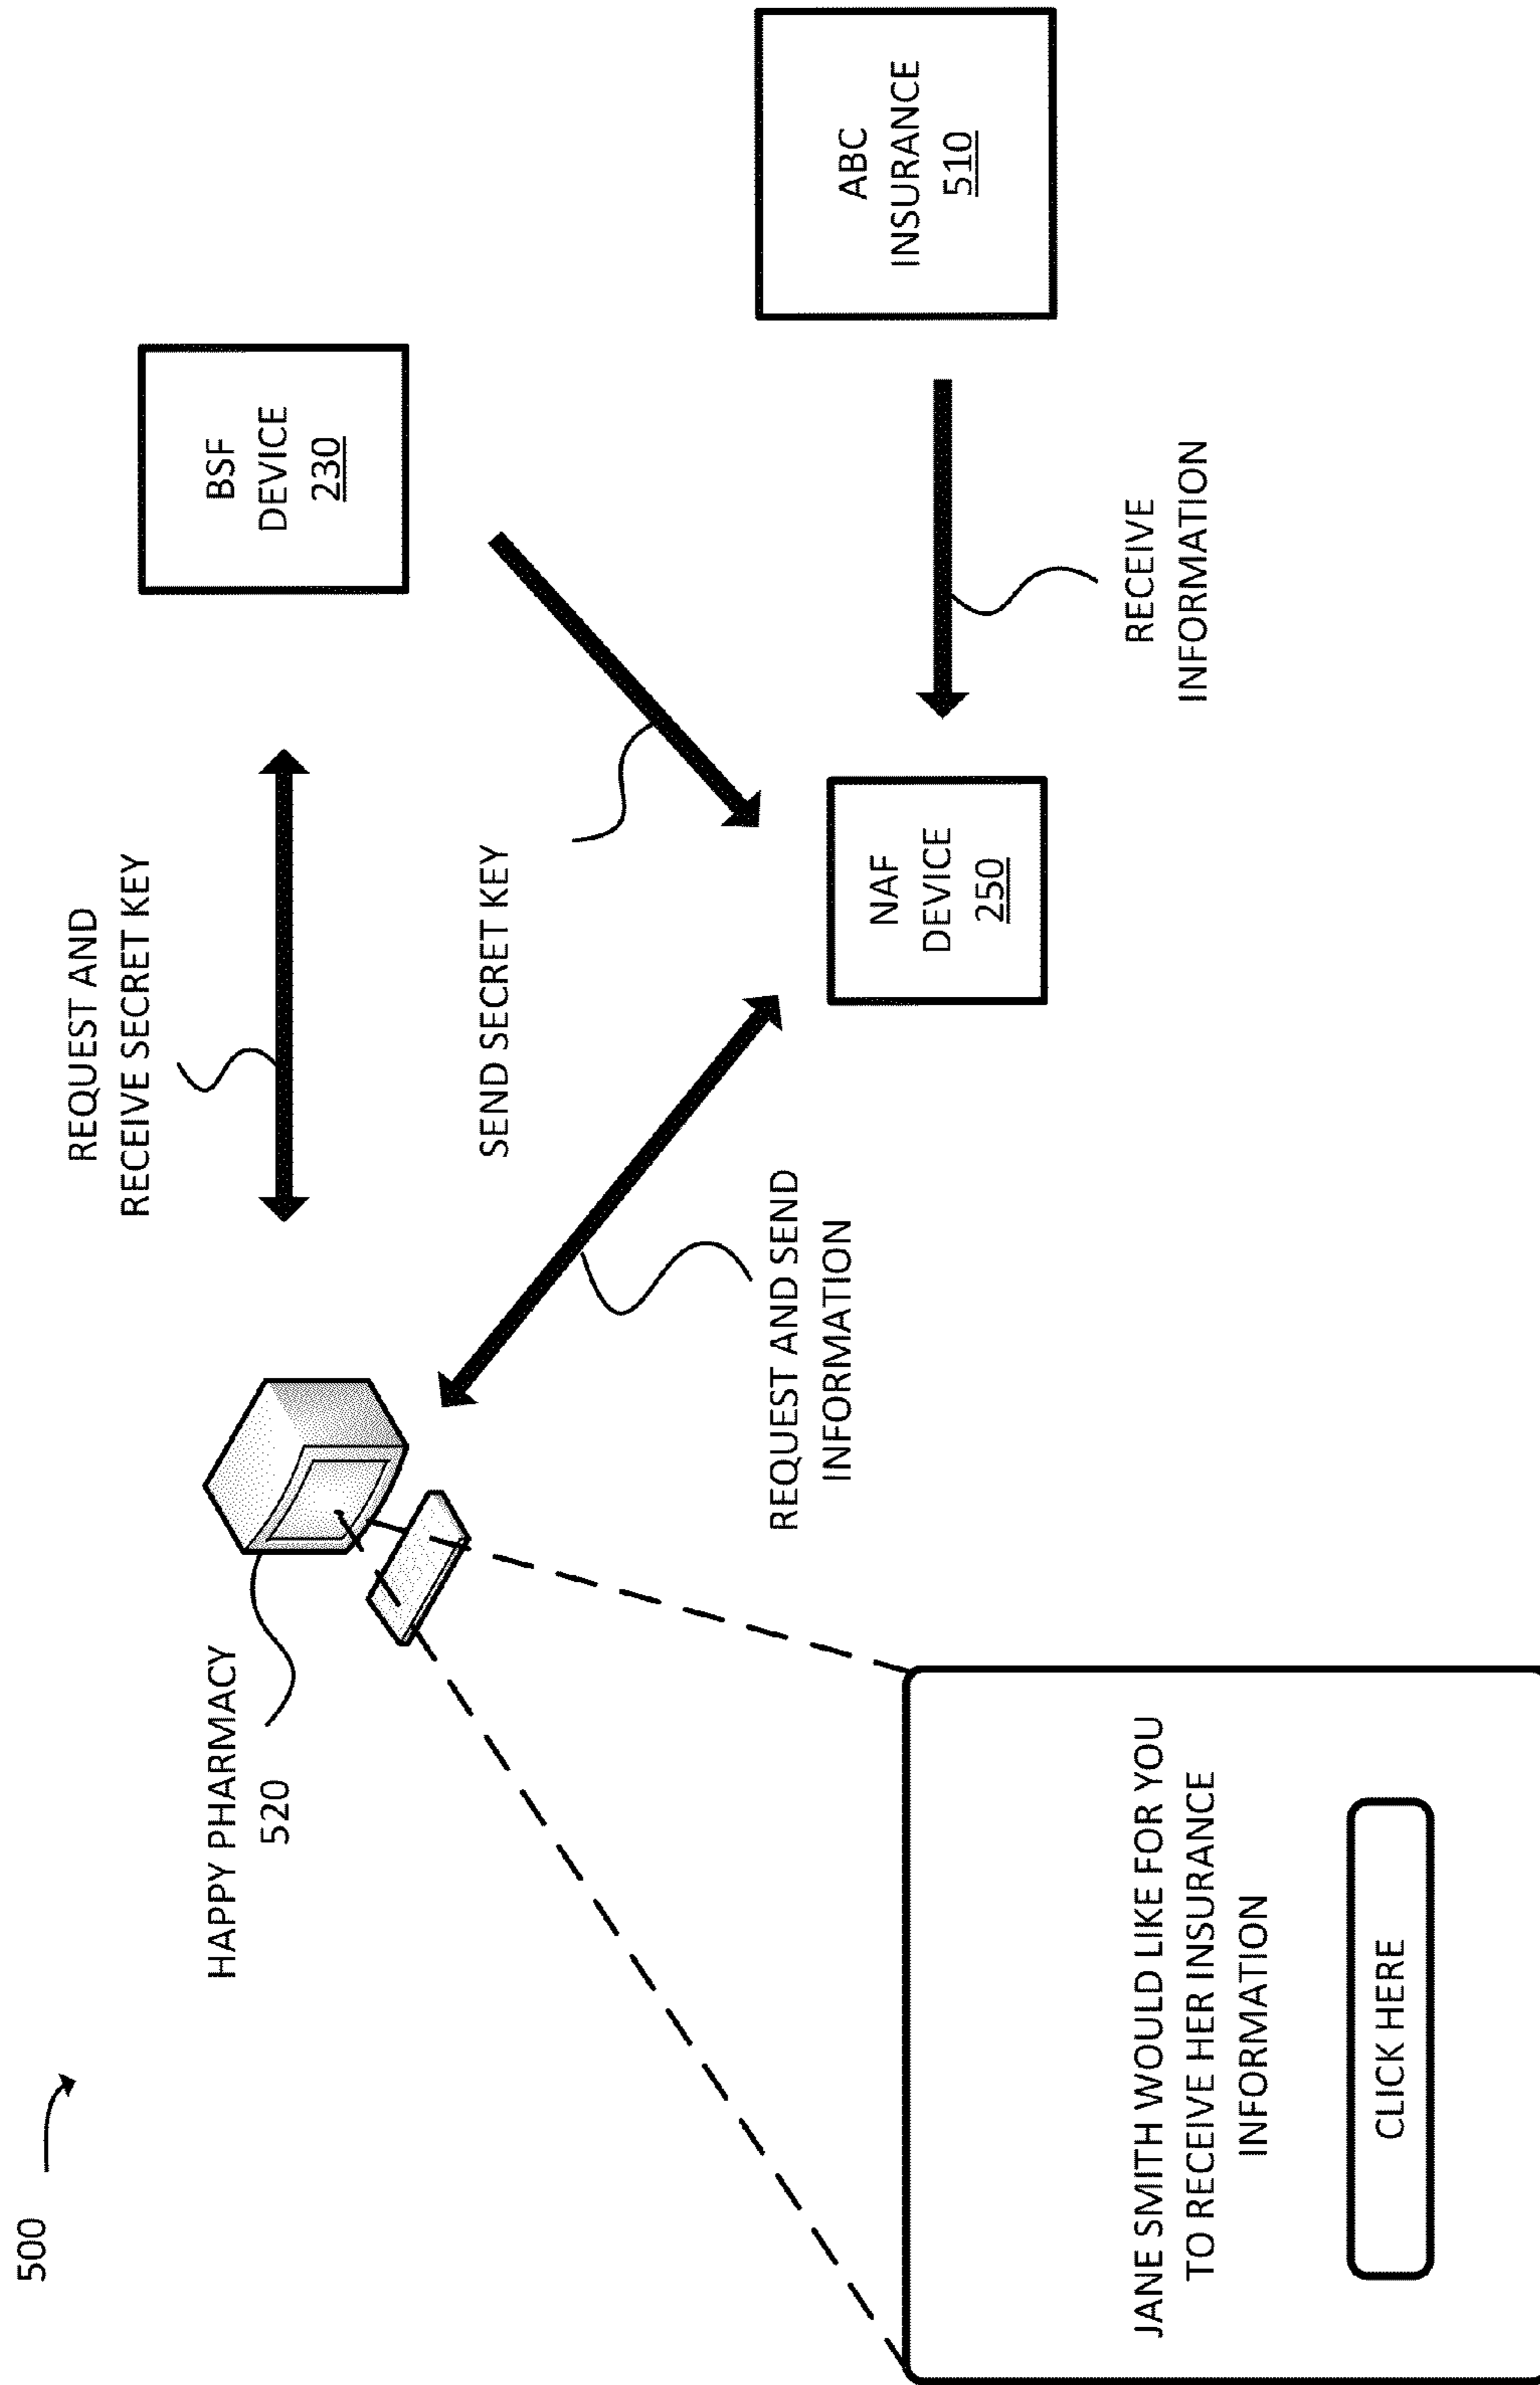 500
HAPPY PHARMACY
520
REQUEST AND
RECEIVE SECRET KEY
BSF
DEVICE
230
SEND SECRET KEY
REQUEST AND SEND
INFORMATION
NAF
DEVICE
250
RECEIVE
INFORMATION
ABC
INSURANCE
510
JANE SMITH WOULD LIKE FOR YOU
TO RECEIVE HER INSURANCE
INFORMATION
CLICK HERE